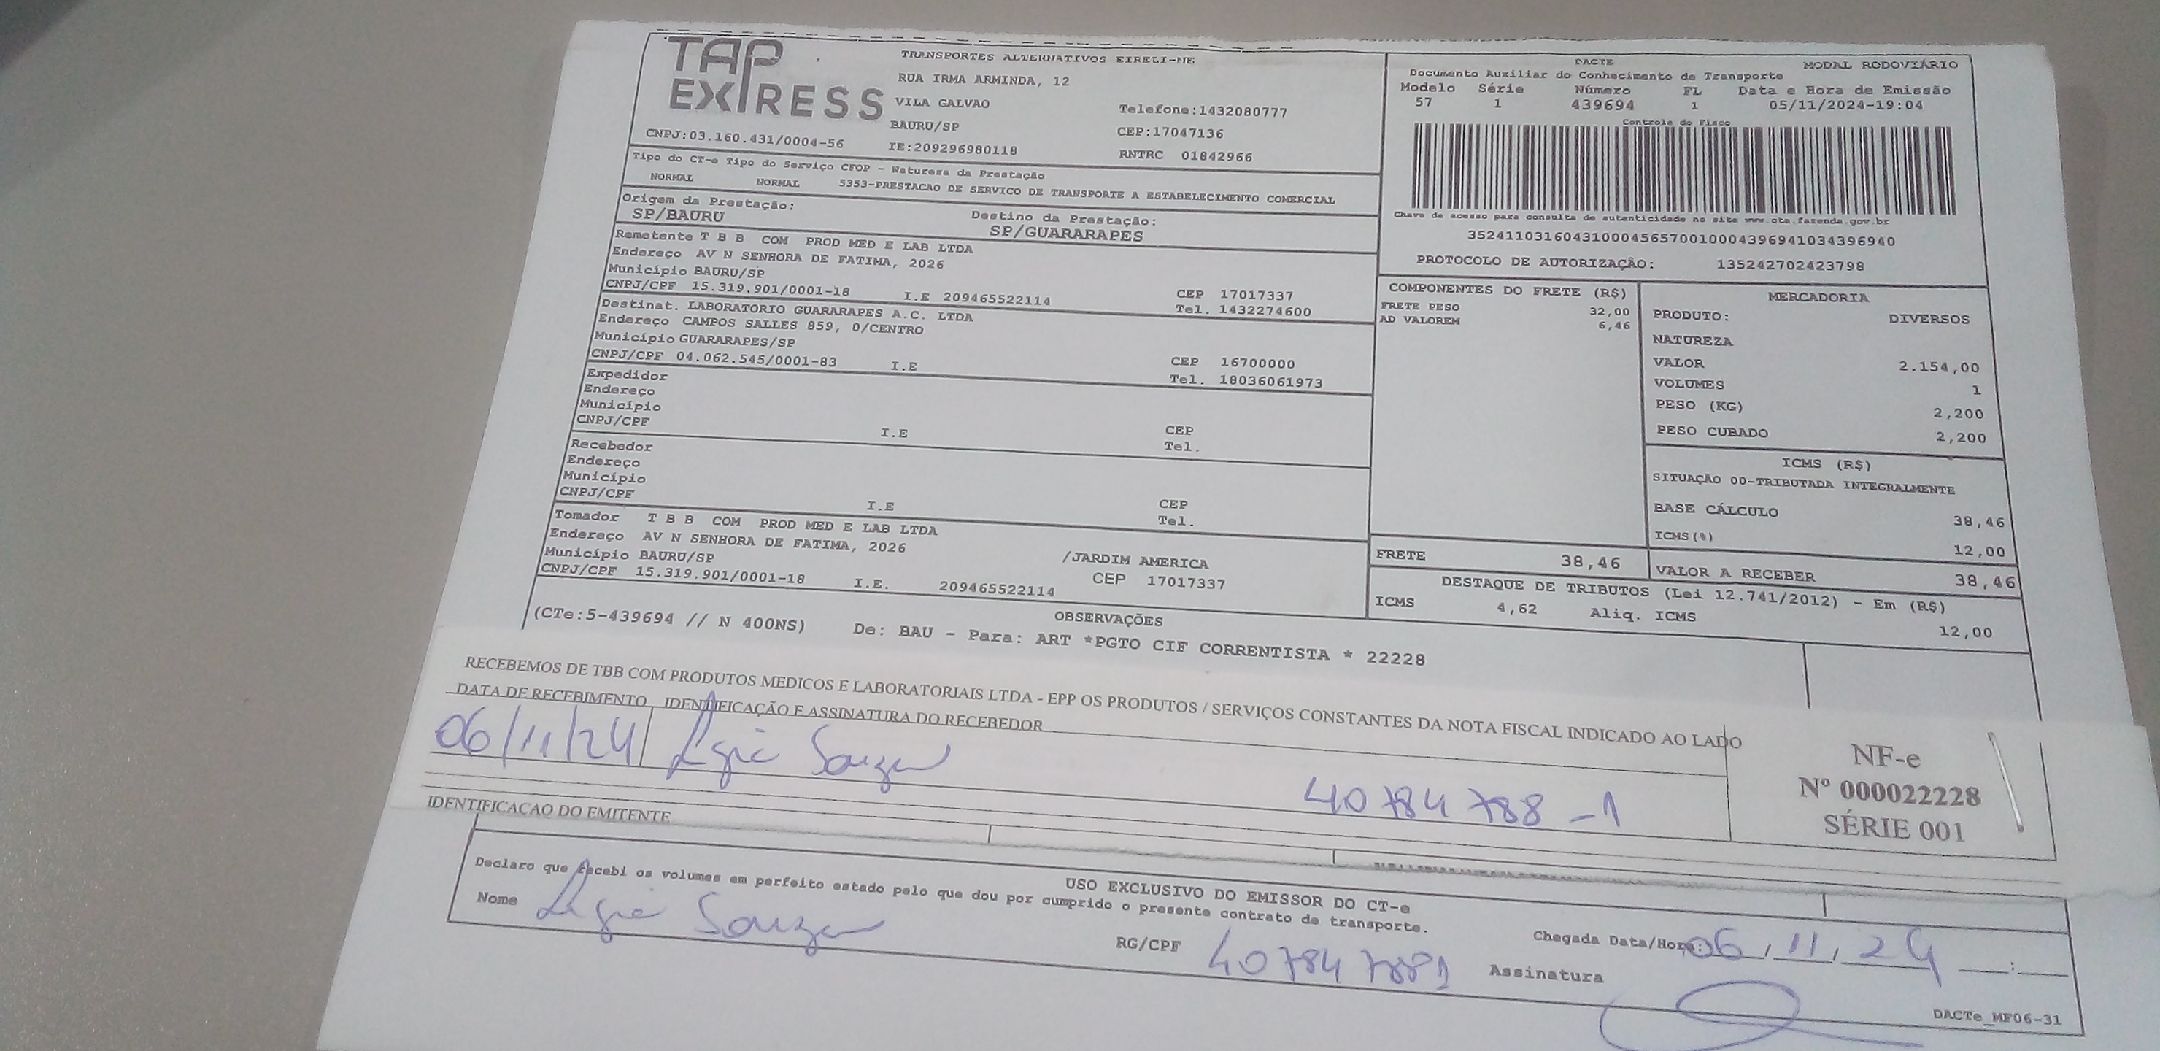 TAP EXPRESS
TRANSPORTES ALTERNATIVOS EIRELI-ME
RUA IRMA ARMINDA, 12
VILA GALVAO Telefone:1432080777
BAURU/SP CEP:17047136
CNPJ:03.160.431/0004-56 IE:209296980118 RNTRC 01842966
DACTE MODAL RODOVIÁRIO
Documento Auxiliar do Conhecimento de Transporte
Modelo Série Número FL Data e Hora de Emissão
57 1 439694 1 05/11/2024-19:04
Controle do Fisco
Chave de acesso para consulta de autenticidade no site www.cte.fazenda.gov.br
35241103160431000456570010004396941034396940
PROTOCOLO DE AUTORIZAÇÃO: 135242702423798
Tipo do CT-e Tipo do Serviço CFOP - Natureza da Prestação
NORMAL NORMAL 5353-PRESTACAO DE SERVICO DE TRANSPORTE A ESTABELECIMENTO COMERCIAL
Origem da Prestação: Destino da Prestação:
SP/BAURU SP/GUARARAPES
Remetente T B B COM PROD MED E LAB LTDA
Endereço AV N SENHORA DE FATIMA, 2026
Município BAURU/SP CEP 17017337
CNPJ/CPF 15.319.901/0001-18 I.E 209465522114 Tel. 1432274600
Destinat. LABORATORIO GUARARAPES A.C. LTDA
Endereço CAMPOS SALLES 859, 0/CENTRO
Município GUARARAPES/SP CEP 16700000
CNPJ/CPF 04.062.545/0001-83 I.E Tel. 18036061973
Expedidor
Endereço
Município CEP
CNPJ/CPF I.E Tel.
Recebedor
Endereço
Município CEP
CNPJ/CPF I.E Tel.
Tomador T B B COM PROD MED E LAB LTDA
Endereço AV N SENHORA DE FATIMA, 2026 /JARDIM AMERICA
Município BAURU/SP CEP 17017337
CNPJ/CPF 15.319.901/0001-18 I.E. 209465522114
COMPONENTES DO FRETE (R$)
FRETE PESO 32,00
AD VALOREM 6,46
MERCADORIA
PRODUTO: DIVERSOS
NATUREZA
VALOR 2.154,00
VOLUMES 1
PESO (KG) 2,200
PESO CUBADO 2,200
ICMS (R$)
SITUAÇÃO 00-TRIBUTADA INTEGRALMENTE
BASE CÁLCULO 38,46
ICMS(%) 12,00
FRETE 38,46 VALOR A RECEBER 38,46
DESTAQUE DE TRIBUTOS (Lei 12.741/2012) - Em (R$)
ICMS 4,62 Aliq. ICMS 12,00
OBSERVAÇÕES
(CTe:5-439694 // N 400NS) De: BAU - Para: ART *PGTO CIF CORRENTISTA * 22228
RECEBEMOS DE TBB COM PRODUTOS MEDICOS E LABORATORIAIS LTDA - EPP OS PRODUTOS / SERVIÇOS CONSTANTES DA NOTA FISCAL INDICADO AO LADO
DATA DE RECEBIMENTO IDENTIFICAÇÃO E ASSINATURA DO RECEBEDOR
06/11/24 Ligia Souza 40784788-1
NF-e
Nº 000022228
SÉRIE 001
IDENTIFICACAO DO EMITENTE
USO EXCLUSIVO DO EMISSOR DO CT-e
Declaro que recebi os volumes em perfeito estado pelo que dou por cumprido o presente contrato de transporte.
Nome Ligia Souza RG/CPF 407847881 Chegada Data/Hora: 06/11/24 __:__
Assinatura
DACTe_MF06-31